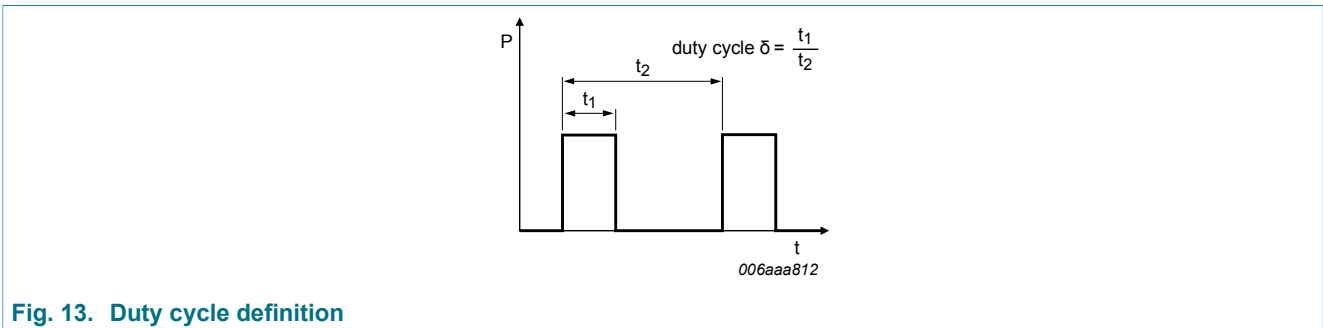 P
duty cycle δ = t1/t2
t2
t1
t
006aaa812
Fig. 13. Duty cycle definition